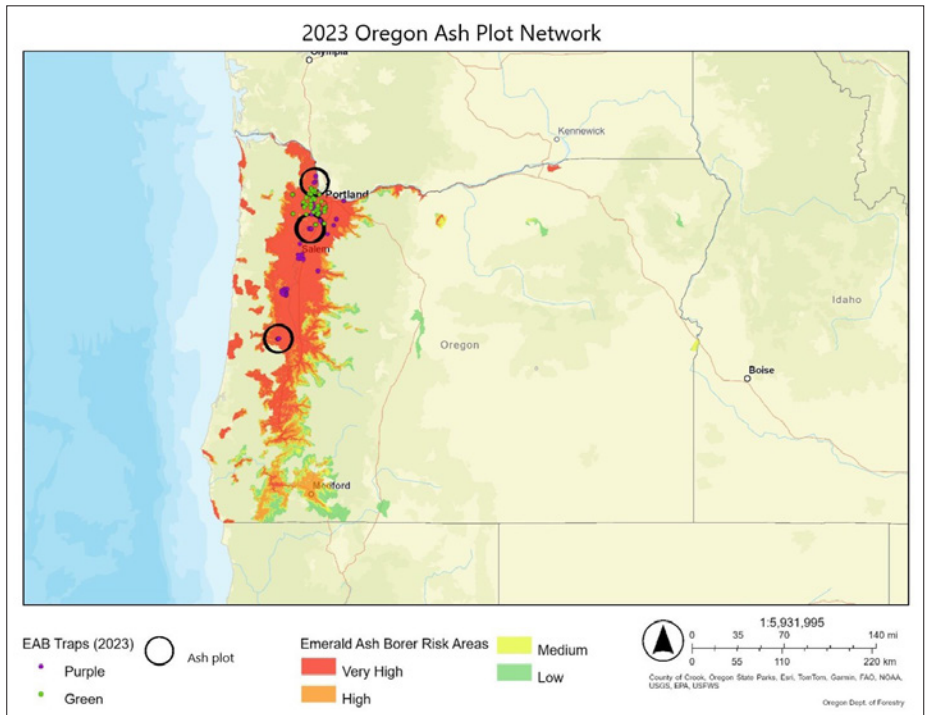 2023 Oregon Ash Plot Network
Olympia
Kennewick
Portland
Salem
Idaho
Oregon
Boise
Medford
EAB Traps (2023)
Purple
Green
Ash plot
Emerald Ash Borer Risk Areas
Very High
High
Medium
Low
1:5,931,995
0 35 70 140 mi
0 55 110 220 km
County of Crook, Oregon State Parks, Esri, TomTom, Garmin, FAO, NOAA,
USGS, EPA, USFWS
Oregon Dept. of Forestry